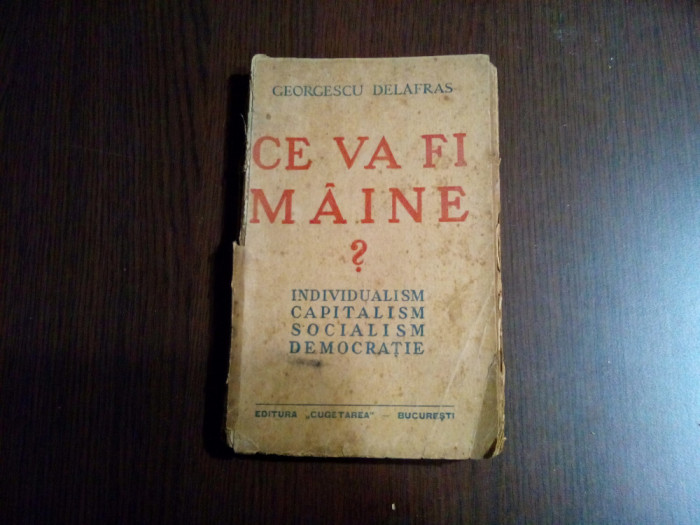 GEORGESCU DELAFRAS
CE VA FI
MÂINE
?
INDIVIDUALISM
CAPITALISM
SOCIALISM
DEMOCRAȚIE
EDITURA „CUGETAREA" – BUCUREȘTI